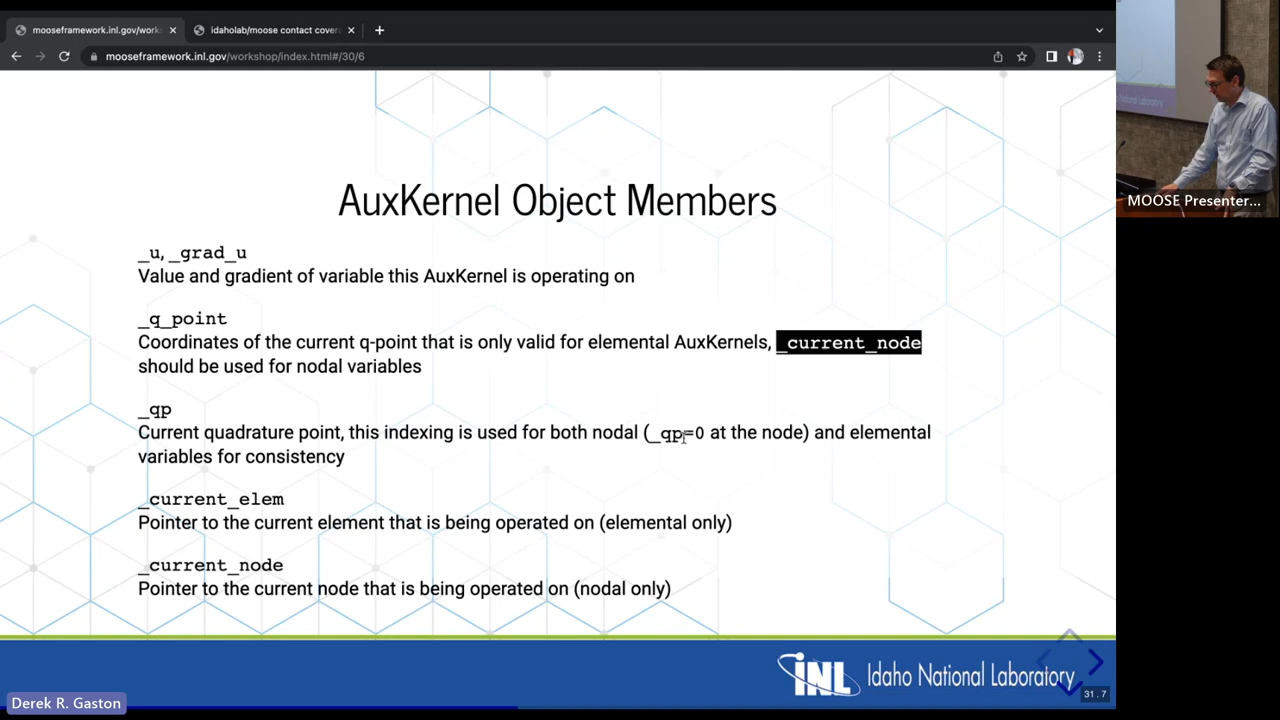 mooseframework.inl.gov/works
idaholab/moose contact cover
mooseframework.inl.gov/workshop/index.html#/30/6
National Laboratory
MOOSE Presenter...
AuxKernel Object Members
_u, _grad_u
Value and gradient of variable this AuxKernel is operating on
_q_point
Coordinates of the current q-point that is only valid for elemental AuxKernels, _current_node
should be used for nodal variables
_qp
Current quadrature point, this indexing is used for both nodal (_qp=0 at the node) and elemental
variables for consistency
_current_elem
Pointer to the current element that is being operated on (elemental only)
_current_node
Pointer to the current node that is being operated on (nodal only)
INL Idaho National Laboratory
31.7
Derek R. Gaston